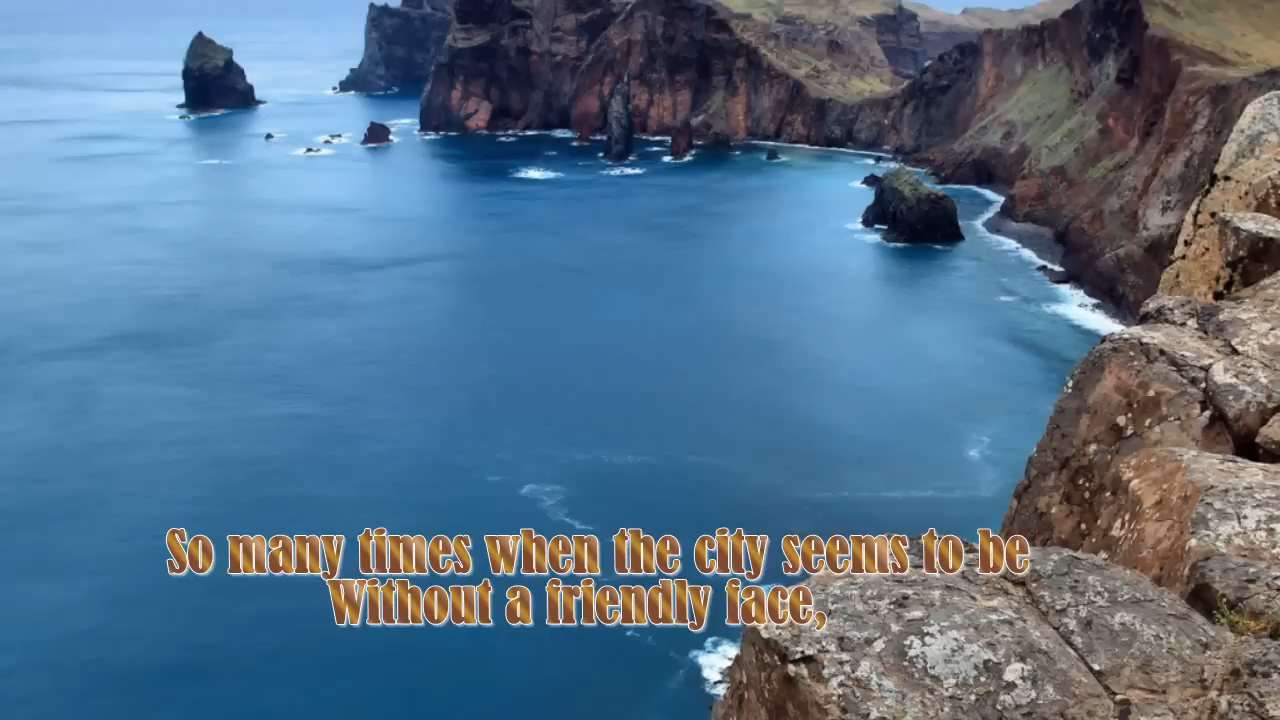 So many times when the city seems to be
Without a friendly face,